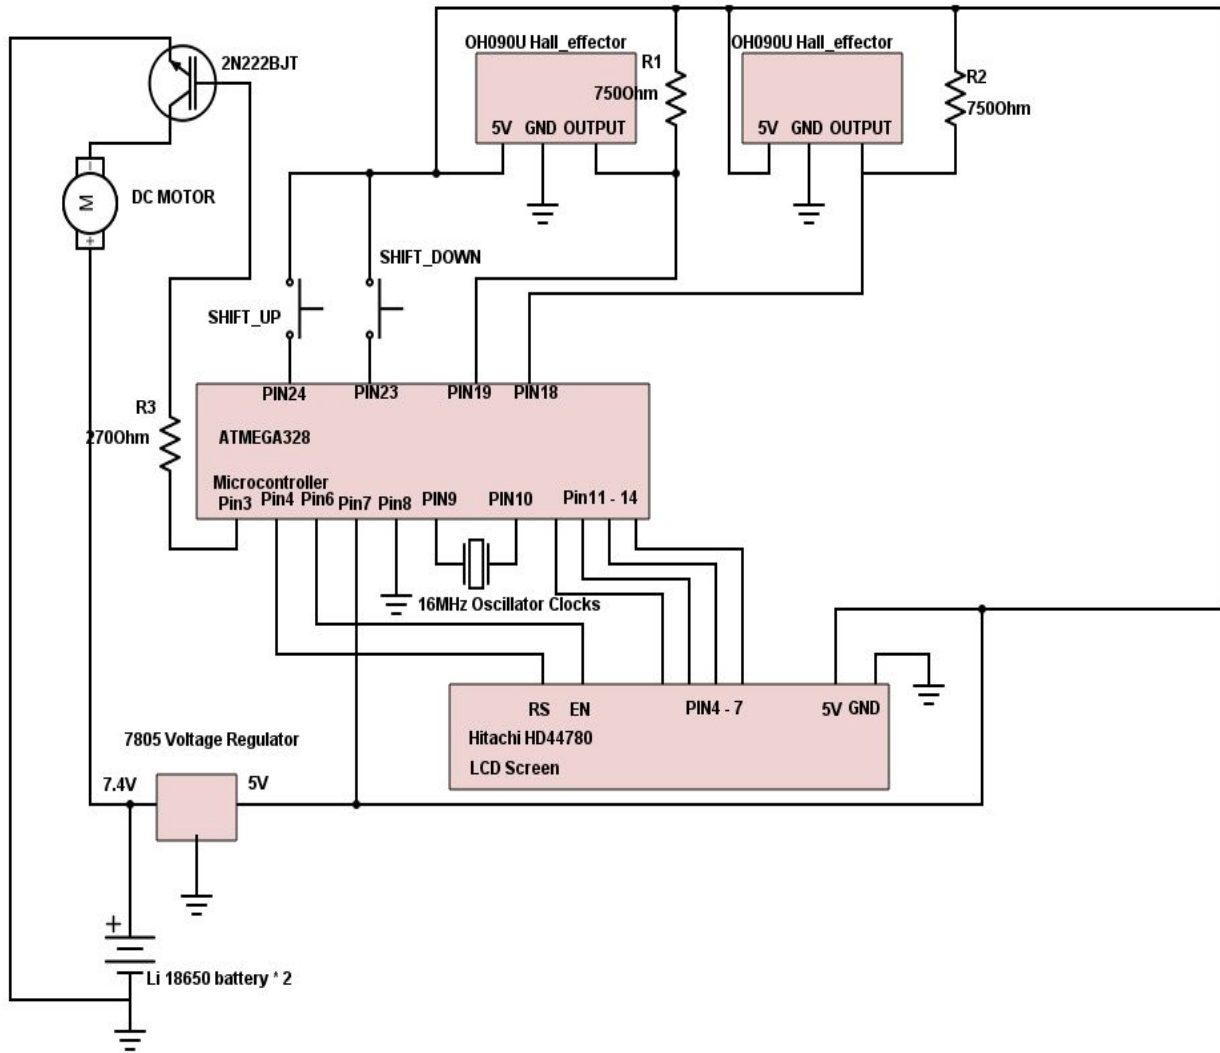 OH090U Hall_effector
OH090U Hall_effector
2N222BJT
R1
750Ohm
R2
750Ohm
5V GND OUTPUT
5V GND OUTPUT
M
DC MOTOR
SHIFT_DOWN
SHIFT_UP
PIN24
PIN23
PIN19
PIN18
R3
270Ohm
ATMEGA328
Microcontroller
Pin3
Pin4
Pin6
Pin7
Pin8
PIN9
PIN10
Pin11 - 14
16MHz Oscillator Clocks
RS EN
PIN4 - 7
5V GND
Hitachi HD44780
LCD Screen
7805 Voltage Regulator
7.4V
5V
Li 18650 battery * 2